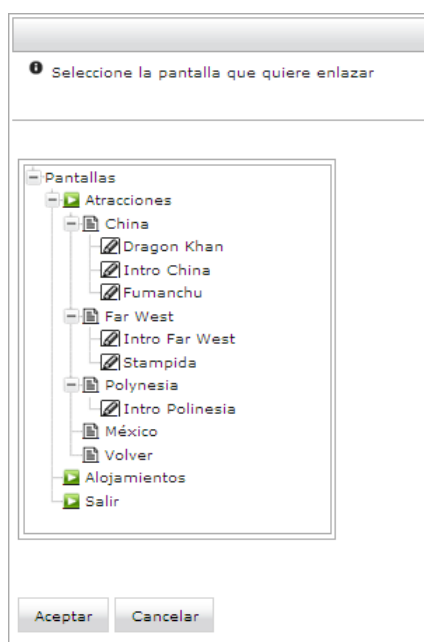 Seleccione la pantalla que quiere enlazar
Pantallas
Atracciones
China
Dragon Khan
Intro China
Fumanchu
Far West
Intro Far West
Stampida
Polynesia
Intro Polinesia
México
Volver
Alojamientos
Salir
Aceptar Cancelar